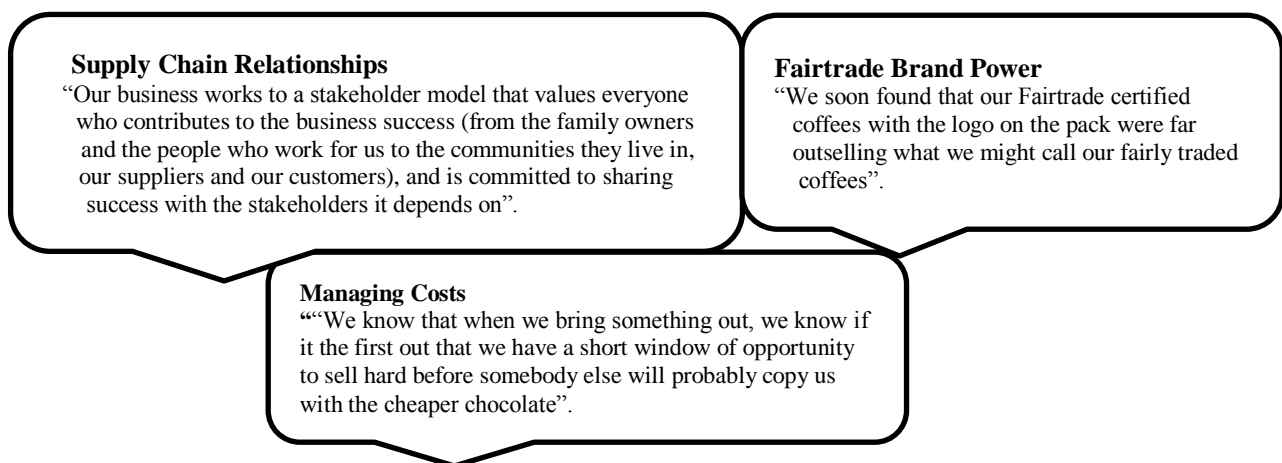 Supply Chain Relationships
“Our business works to a stakeholder model that values everyone
who contributes to the business success (from the family owners
and the people who work for us to the communities they live in,
our suppliers and our customers), and is committed to sharing
success with the stakeholders it depends on”.
Fairtrade Brand Power
“We soon found that our Fairtrade certified
coffees with the logo on the pack were far
outselling what we might call our fairly traded
coffees”.
Managing Costs
““We know that when we bring something out, we know if
it the first out that we have a short window of opportunity
to sell hard before somebody else will probably copy us
with the cheaper chocolate”.